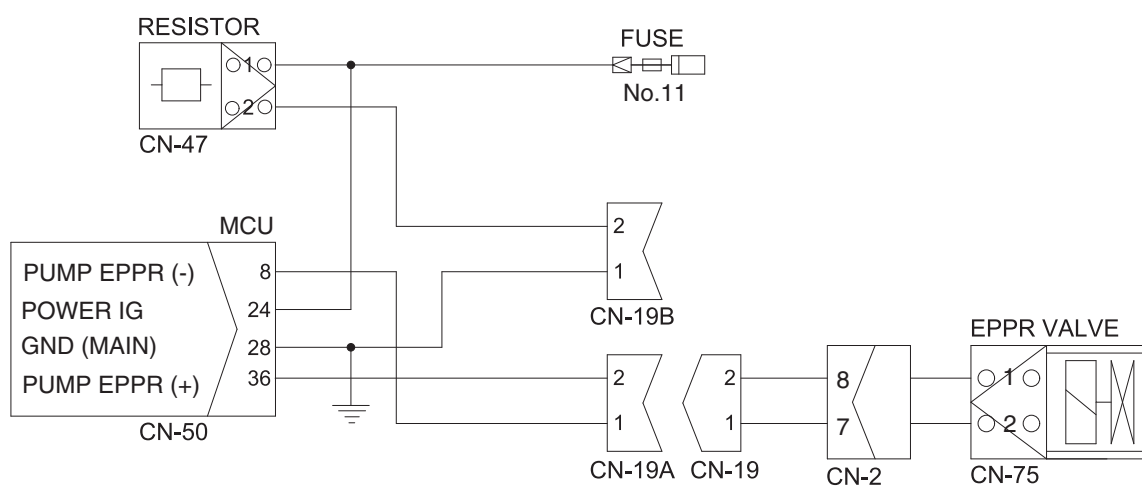 RESISTOR
1
2
CN-47
FUSE
No.11
MCU
PUMP EPPR (-) 8
POWER IG 24
GND (MAIN) 28
PUMP EPPR (+) 36
CN-50
2
1
CN-19B
2
1
CN-19A
2
1
CN-19
8
7
CN-2
EPPR VALVE
1
2
CN-75